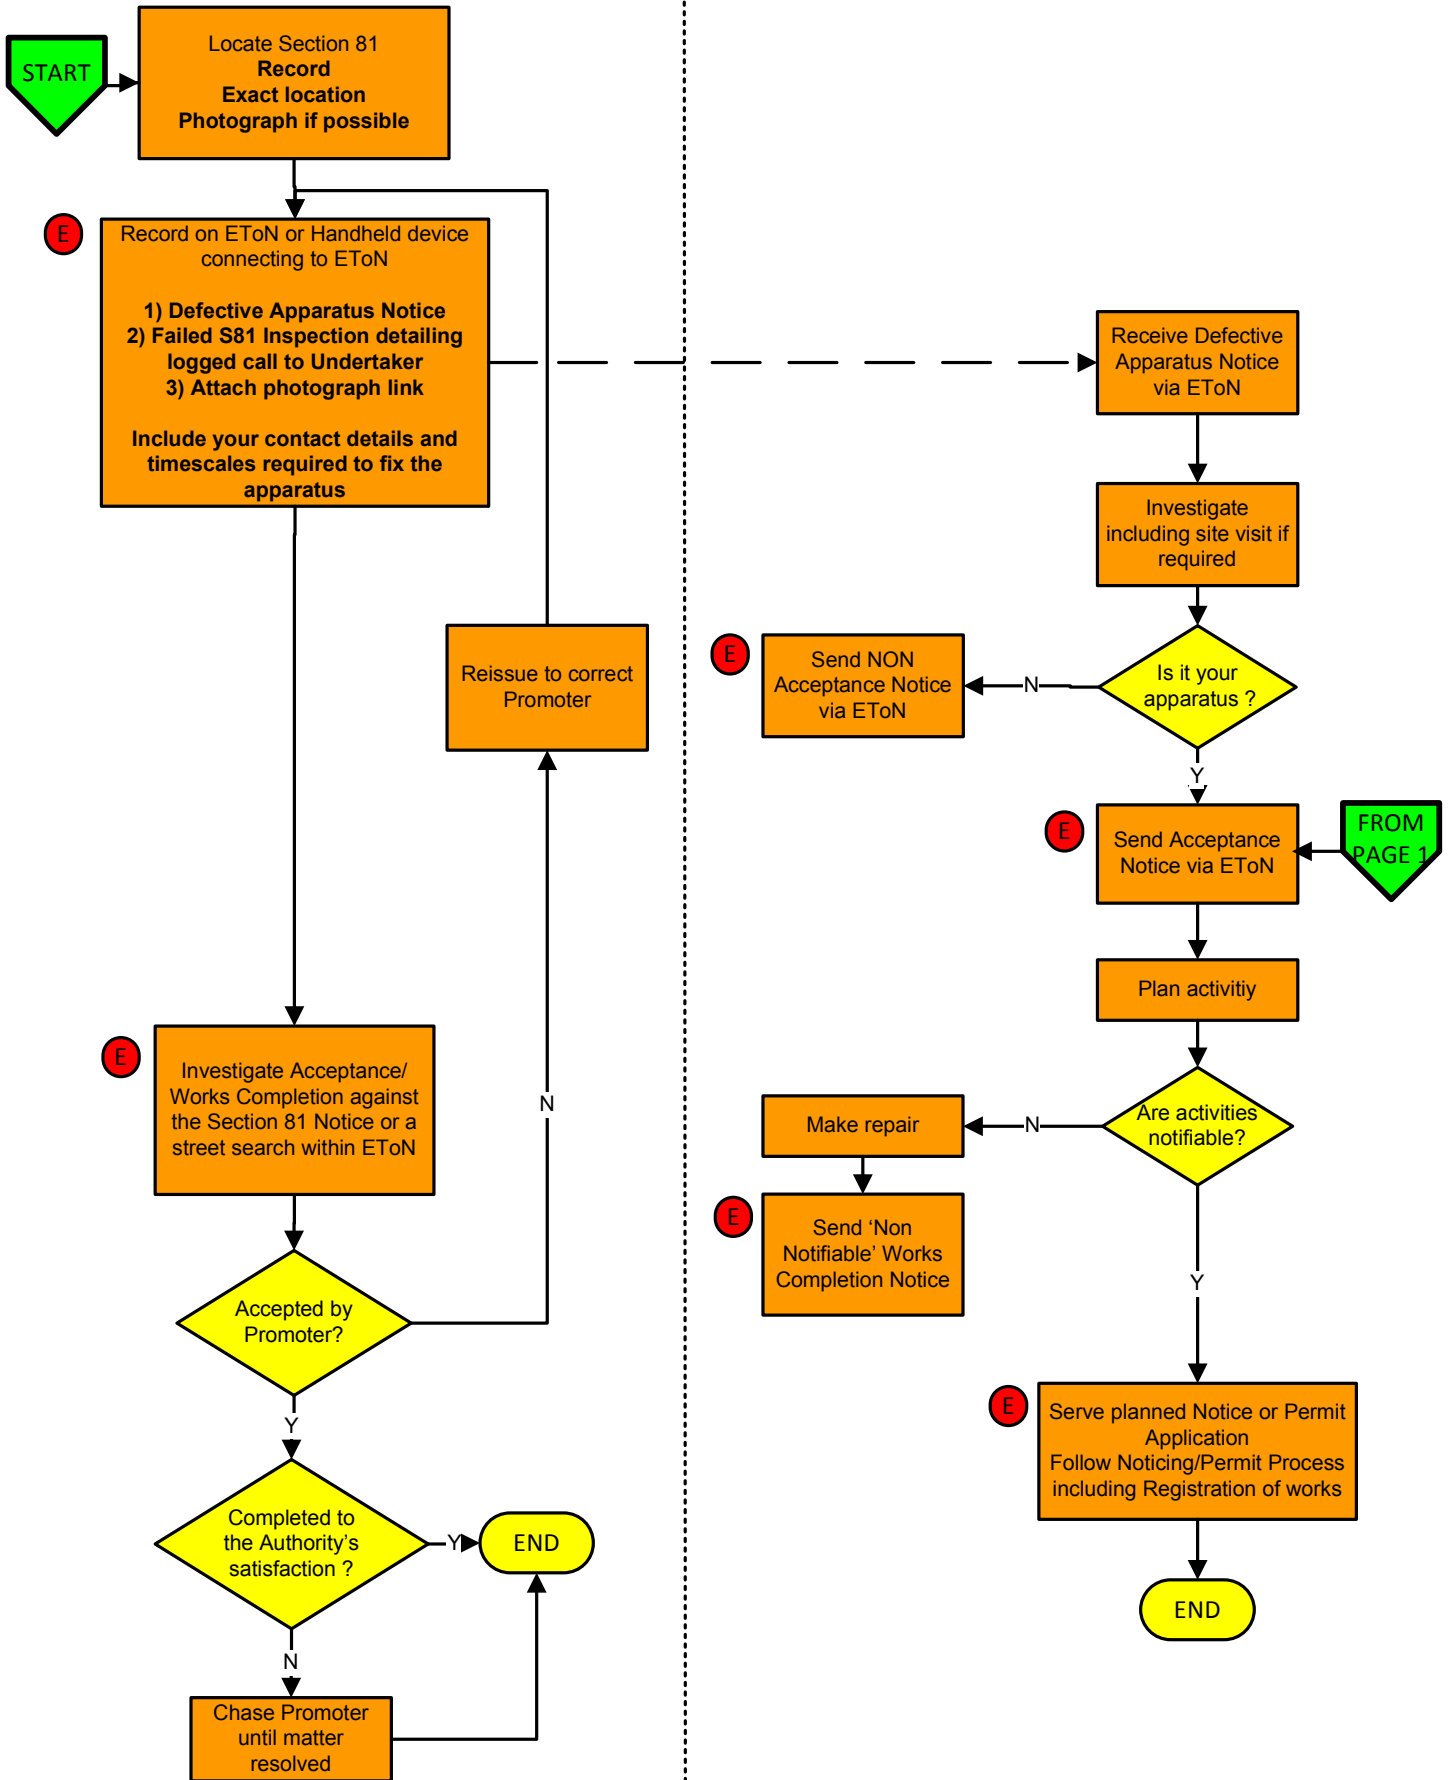 START
Locate Section 81
Record
Exact location
Photograph if possible
E
Record on EToN or Handheld device
connecting to EToN
1) Defective Apparatus Notice
2) Failed S81 Inspection detailing
logged call to Undertaker
3) Attach photograph link
Include your contact details and
timescales required to fix the
apparatus
Reissue to correct
Promoter
N
E
Investigate Acceptance/
Works Completion against
the Section 81 Notice or a
street search within EToN
Accepted by
Promoter?
Y
Completed to
the Authority's
satisfaction ?
Y
END
N
Chase Promoter
until matter
resolved
Receive Defective
Apparatus Notice
via EToN
Investigate
including site visit if
required
Is it your
apparatus ?
N
E
Send NON
Acceptance Notice
via EToN
Y
E
Send Acceptance
Notice via EToN
FROM
PAGE 1
Plan activitiy
Are activities
notifiable?
N
Make repair
E
Send ‘Non
Notifiable’ Works
Completion Notice
Y
E
Serve planned Notice or Permit
Application
Follow Noticing/Permit Process
including Registration of works
END